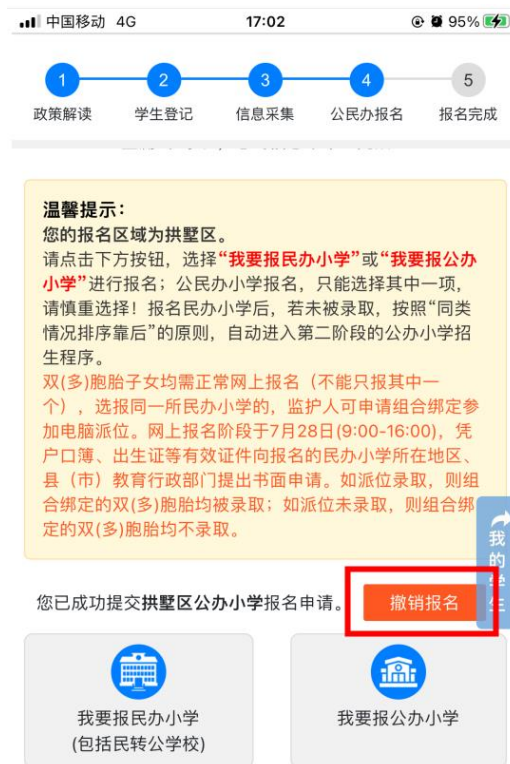 中国移动 4G 17:02 95%
1 2 3 4 5
政策解读 学生登记 信息采集 公民办报名 报名完成
温馨提示：
您的报名区域为拱墅区。
请点击下方按钮，选择“我要报民办小学”或“我要报公办
小学”进行报名；公民办小学报名，只能选择其中一项，
请慎重选择！报名民办小学后，若未被录取，按照“同类
情况排序靠后”的原则，自动进入第二阶段的公办小学招
生程序。
双(多)胞胎子女均需正常网上报名（不能只报其中一
个），选报同一所民办小学的，监护人可申请组合绑定参
加电脑派位。网上报名阶段于7月28日(9:00-16:00)，凭
户口簿、出生证等有效证件向报名的民办小学所在地区、
县（市）教育行政部门提出书面申请。如派位录取，则组
合绑定的双(多)胞胎均被录取；如派位未录取，则组合绑
定的双(多)胞胎均不录取。
我的学生
您已成功提交拱墅区公办小学报名申请。 撤销报名
我要报民办小学 我要报公办小学
(包括民转公学校)